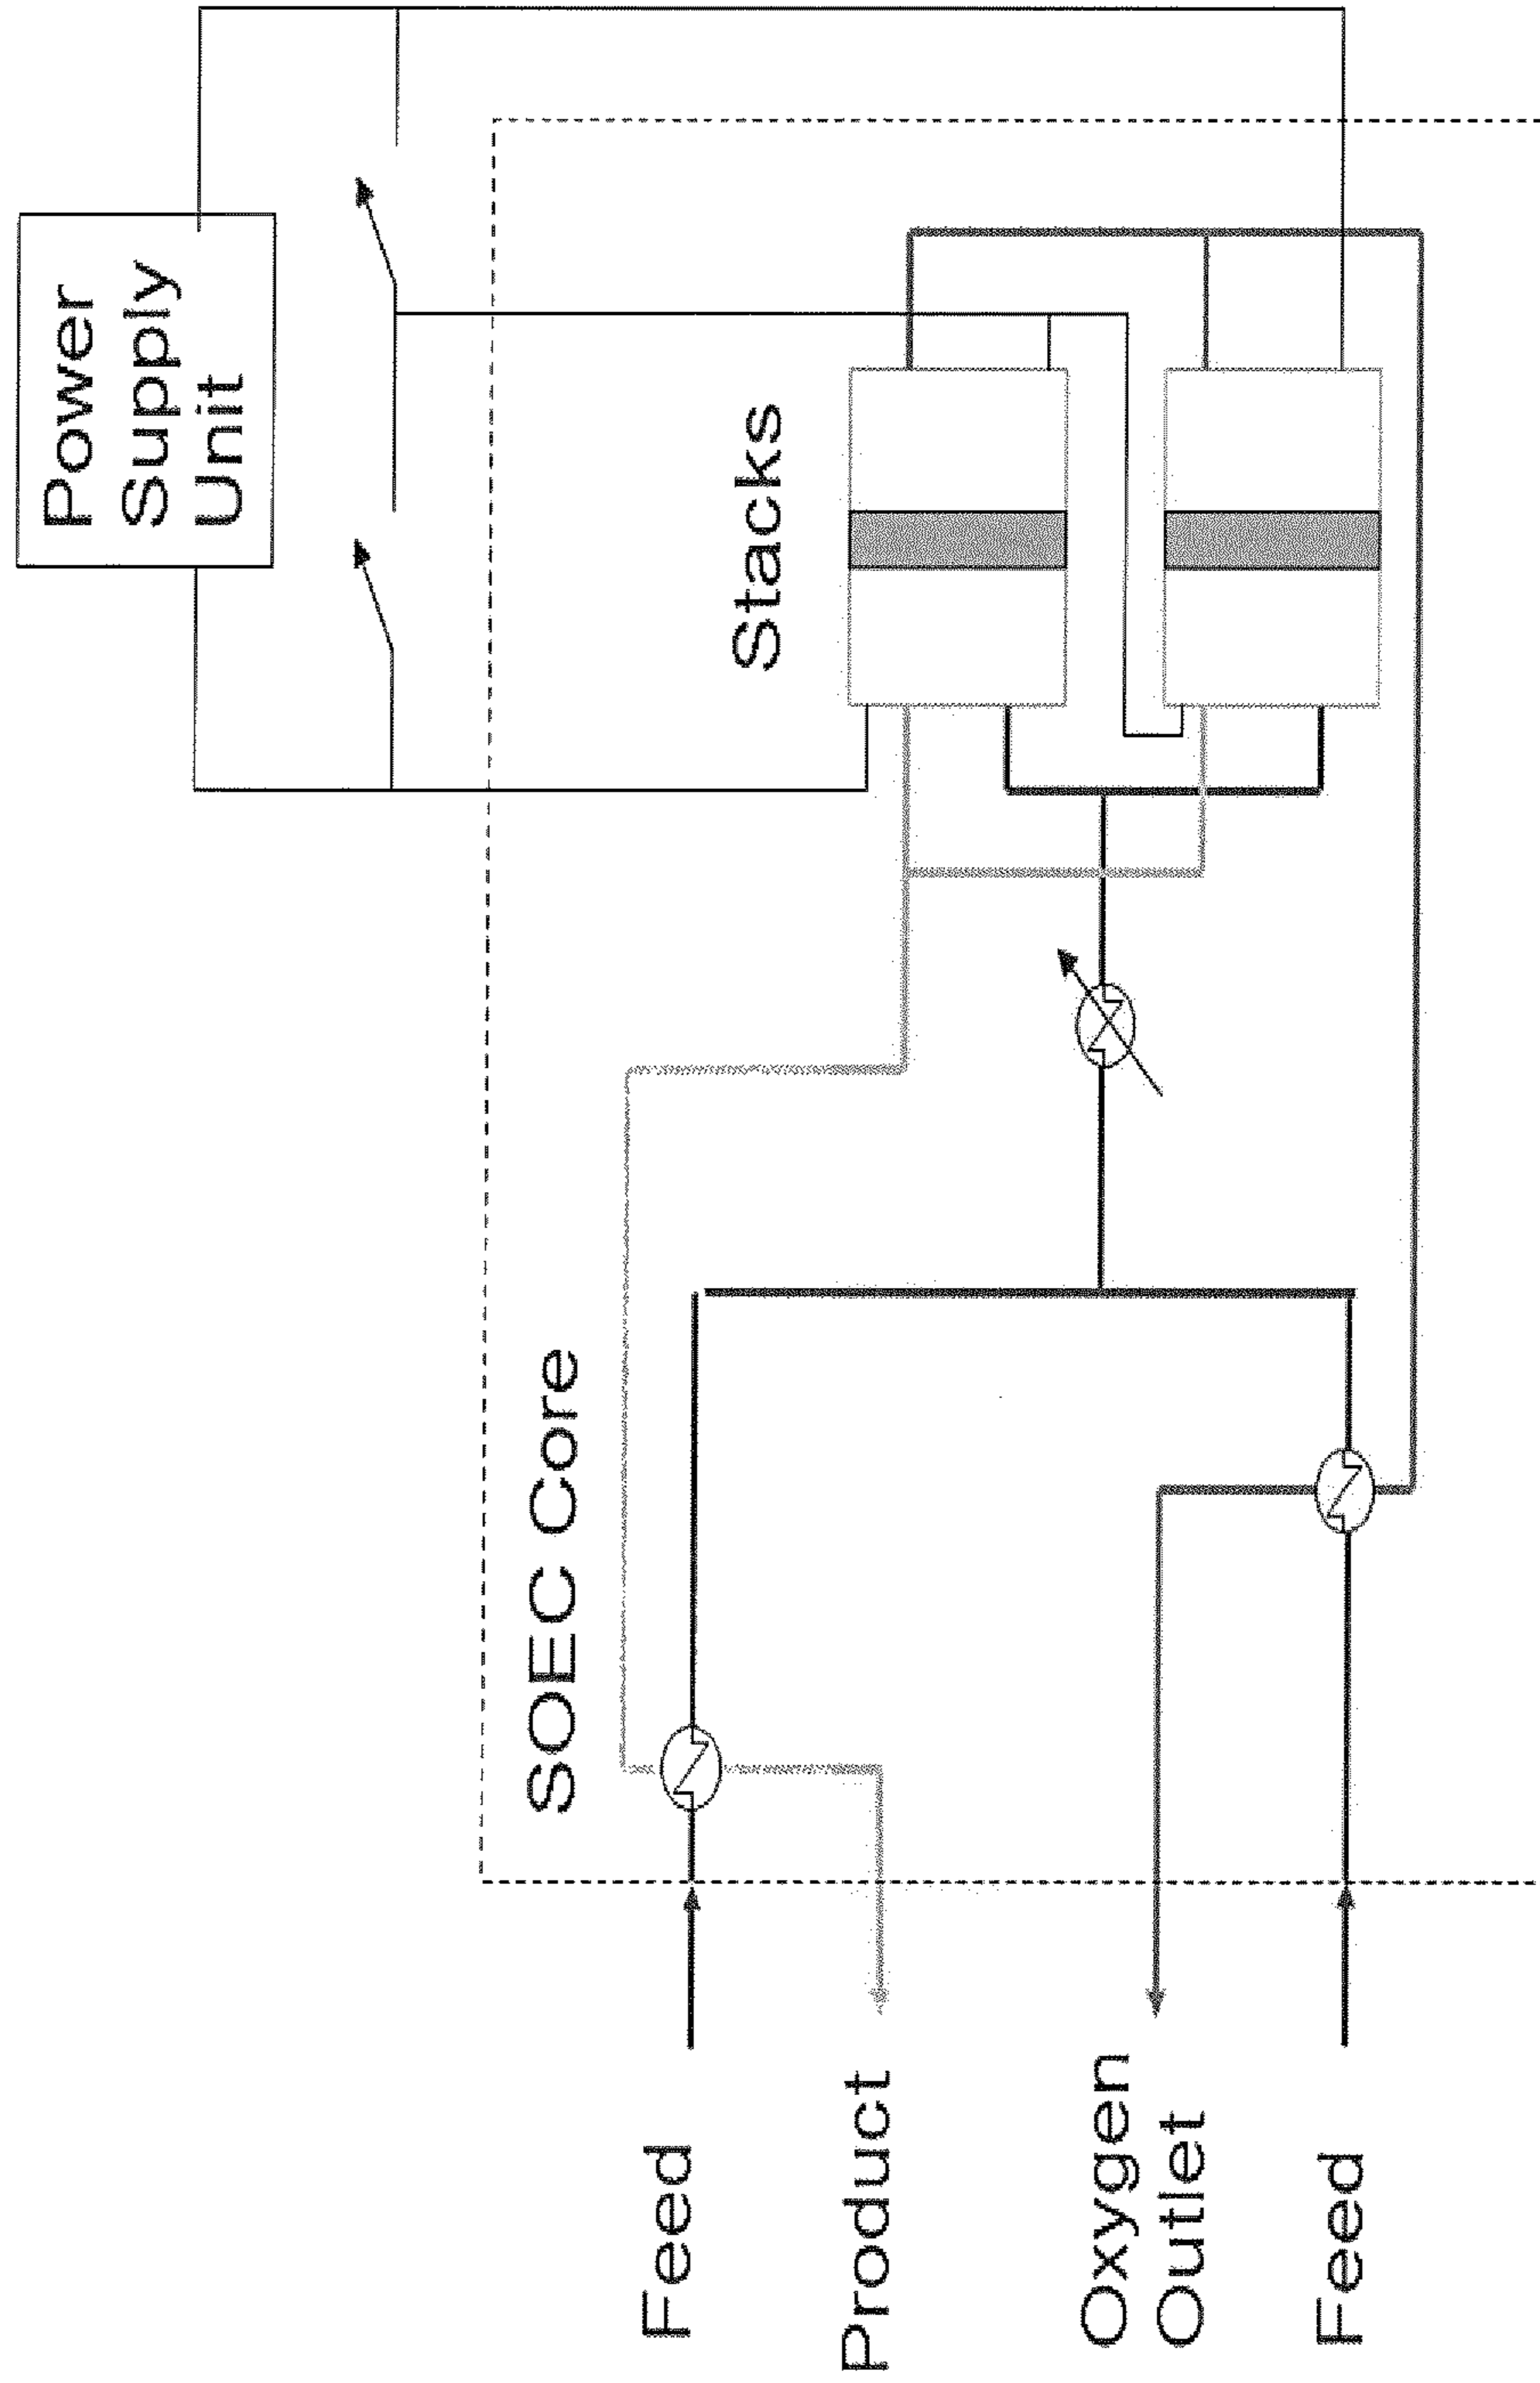 Power
Supply
Unit
Stacks
SOEC Core
Feed
Product
Oxygen
Outlet
Feed